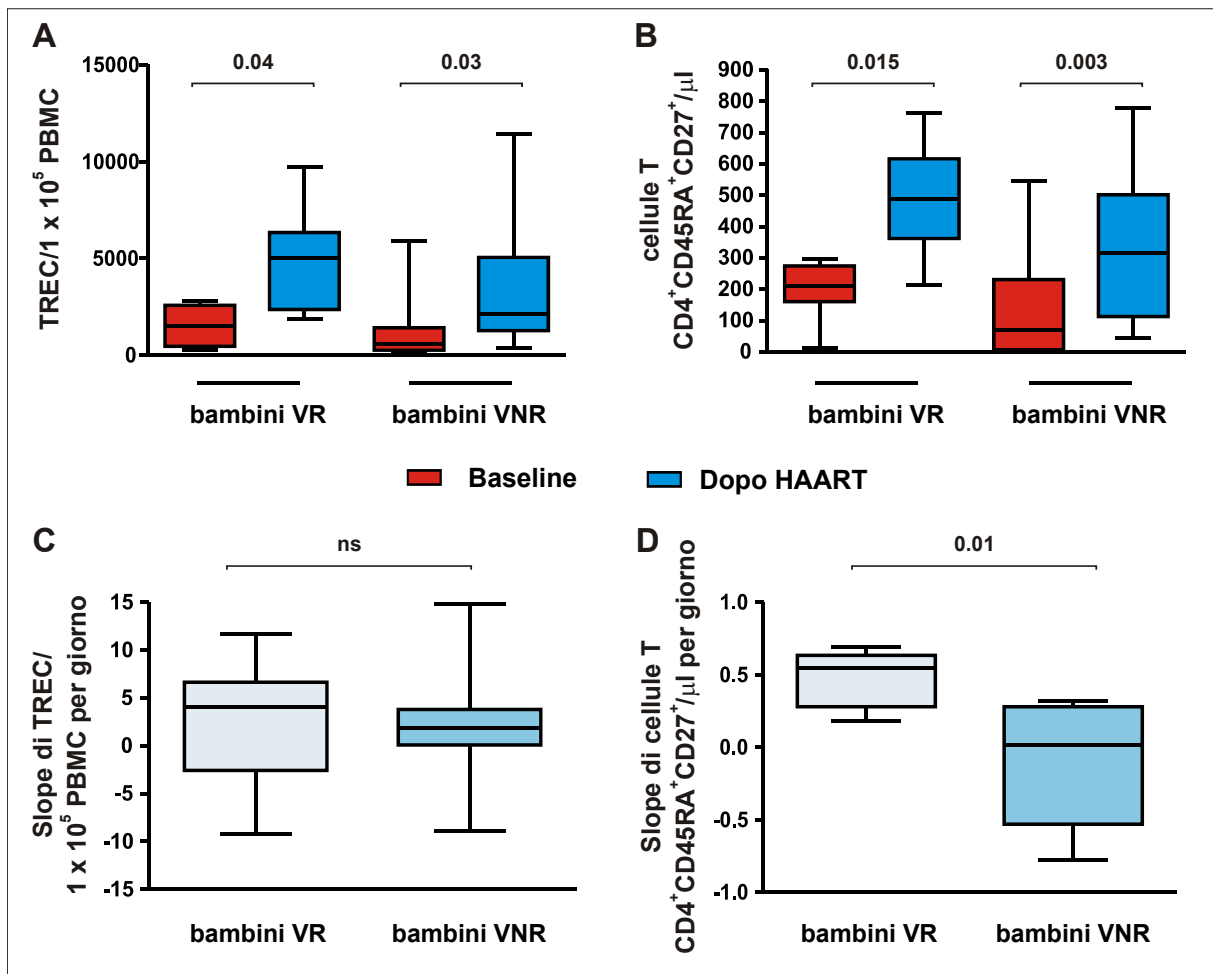 A
TREC/1 x 10⁵ PBMC
15000
10000
5000
0
0.04
0.03
bambini VR
bambini VNR
B
cellule T
CD4⁺CD45RA⁺CD27⁺/µl
900
800
700
600
500
400
300
200
100
0
0.015
0.003
bambini VR
bambini VNR
Baseline
Dopo HAART
C
Slope di TREC/
1 x 10⁵ PBMC per giorno
15
10
5
0
-5
-10
-15
ns
bambini VR
bambini VNR
D
Slope di cellule T
CD4⁺CD45RA⁺CD27⁺/µl per giorno
1.0
0.5
0.0
-0.5
-1.0
0.01
bambini VR
bambini VNR